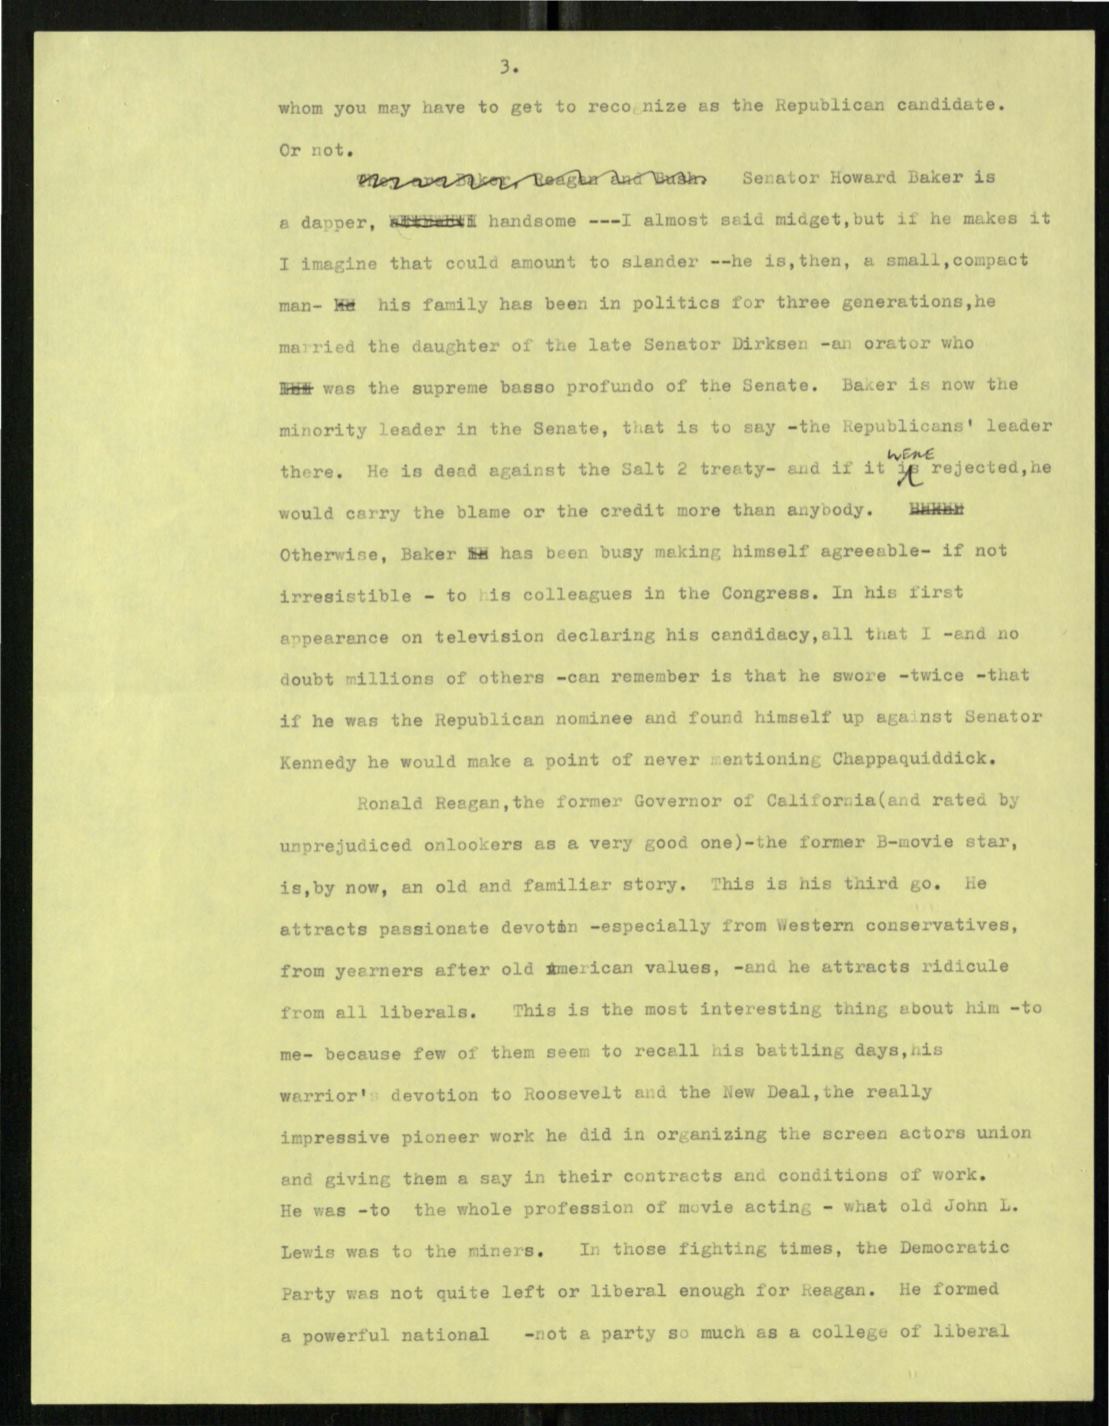 3.
whom you may have to get to recognize as the Republican candidate.
Or not.
They are Baker, Reagan and Bush. Senator Howard Baker is
a dapper, handsome ---I almost said midget,but if he makes it
I imagine that could amount to slander --he is,then, a small,compact
man- his family has been in politics for three generations,he
married the daughter of the late Senator Dirksen -an orator who
was the supreme basso profundo of the Senate. Baker is now the
minority leader in the Senate, that is to say -the Republicans' leader
WERE
there. He is dead against the Salt 2 treaty- and if it is rejected,he
would carry the blame or the credit more than anybody.
Otherwise, Baker has been busy making himself agreeable- if not
irresistible - to his colleagues in the Congress. In his first
appearance on television declaring his candidacy,all that I -and no
doubt millions of others -can remember is that he swore -twice -that
if he was the Republican nominee and found himself up against Senator
Kennedy he would make a point of never mentioning Chappaquiddick.
Ronald Reagan,the former Governor of California(and rated by
unprejudiced onlookers as a very good one)-the former B-movie star,
is,by now, an old and familiar story. This is his third go. He
attracts passionate devotin -especially from Western conservatives,
from yearners after old American values, -and he attracts ridicule
from all liberals. This is the most interesting thing about him -to
me- because few of them seem to recall his battling days,his
warrior's devotion to Roosevelt and the New Deal,the really
impressive pioneer work he did in organizing the screen actors union
and giving them a say in their contracts and conditions of work.
He was -to the whole profession of movie acting - what old John L.
Lewis was to the miners. In those fighting times, the Democratic
Party was not quite left or liberal enough for Reagan. He formed
a powerful national -not a party so much as a college of liberal